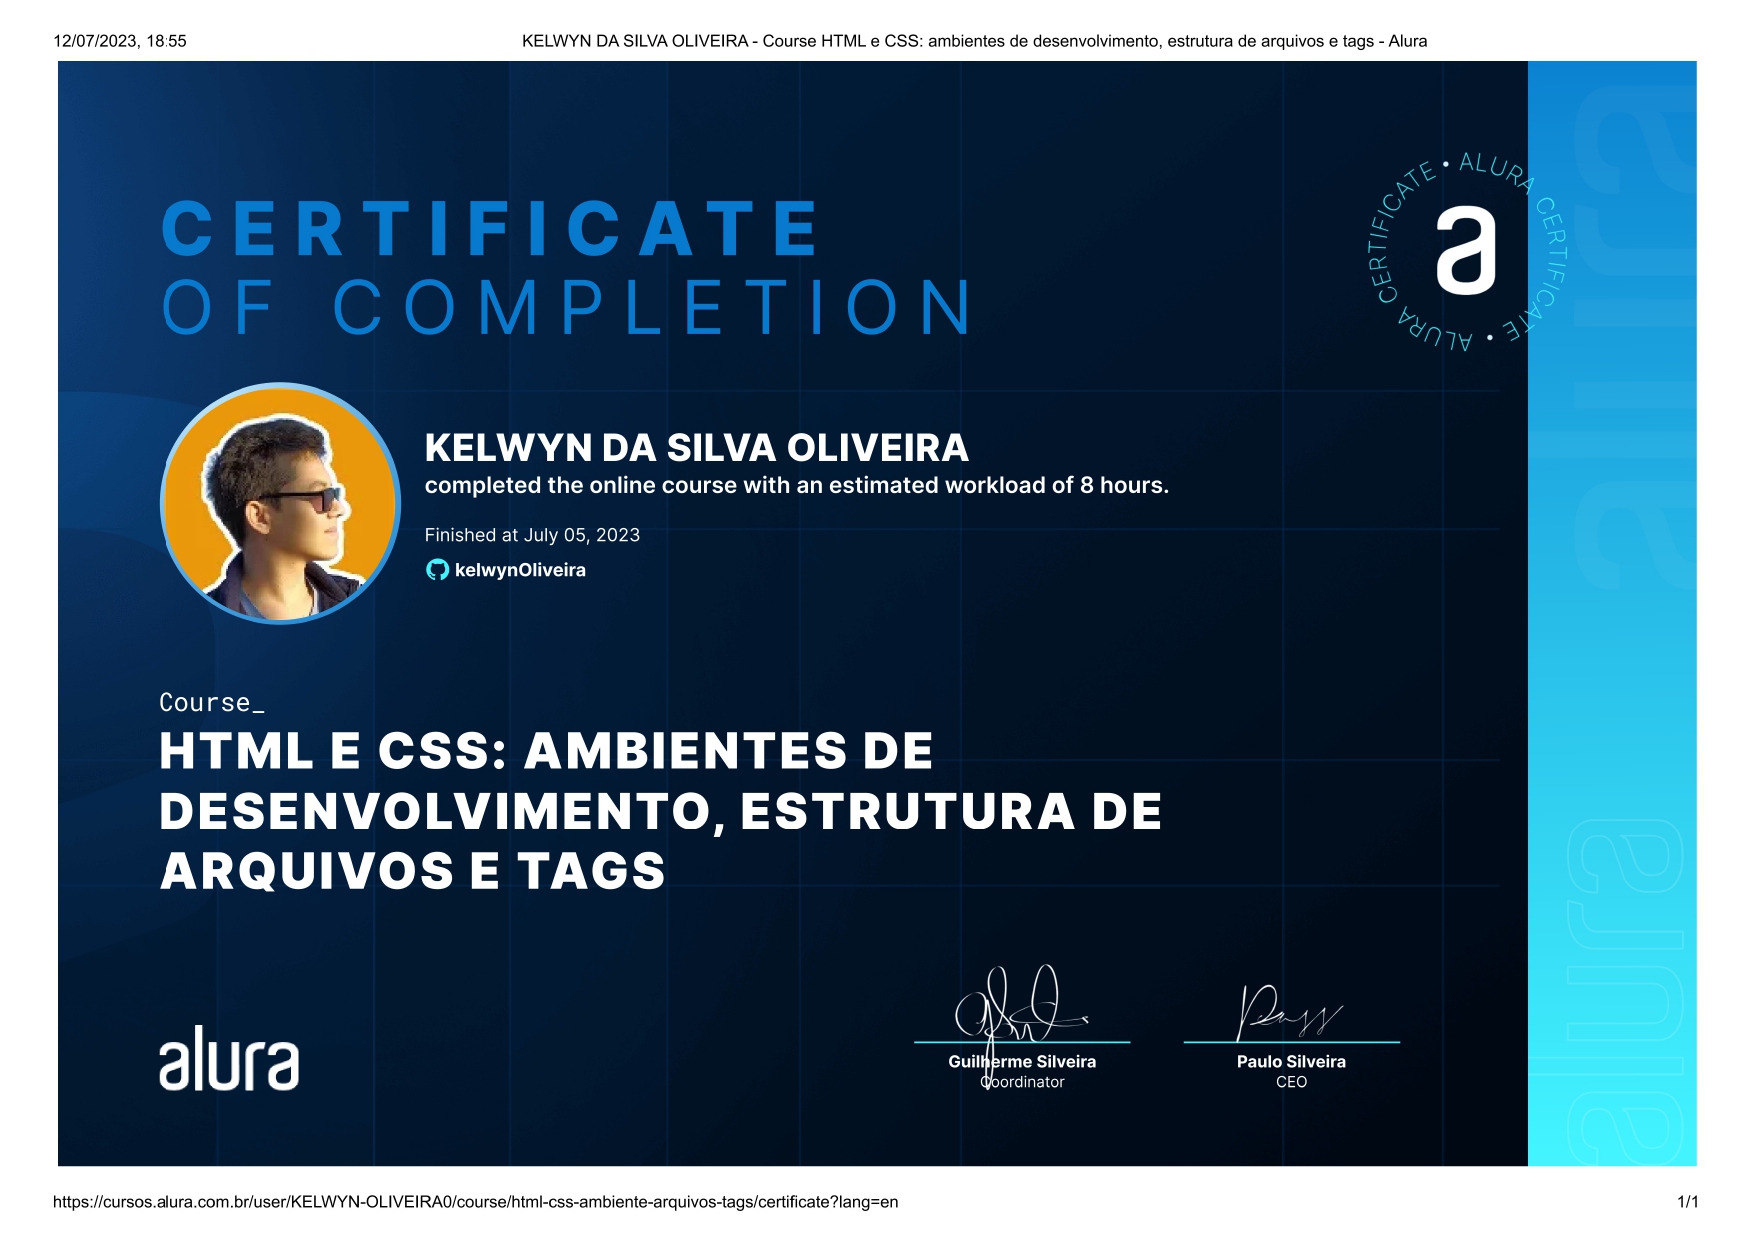 12/07/2023, 18:55
KELWYN DA SILVA OLIVEIRA - Course HTML e CSS: ambientes de desenvolvimento, estrutura de arquivos e tags - Alura
CERTIFICATE
OF COMPLETION
ALURA CERTIFICATE • ALURA CERTIFICATE •
a
KELWYN DA SILVA OLIVEIRA
completed the online course with an estimated workload of 8 hours.
Finished at July 05, 2023
kelwynOliveira
Course_
HTML E CSS: AMBIENTES DE
DESENVOLVIMENTO, ESTRUTURA DE
ARQUIVOS E TAGS
alura
Guilherme Silveira
Coordinator
Paulo Silveira
CEO
alura
alura
https://cursos.alura.com.br/user/KELWYN-OLIVEIRA0/course/html-css-ambiente-arquivos-tags/certificate?lang=en
1/1